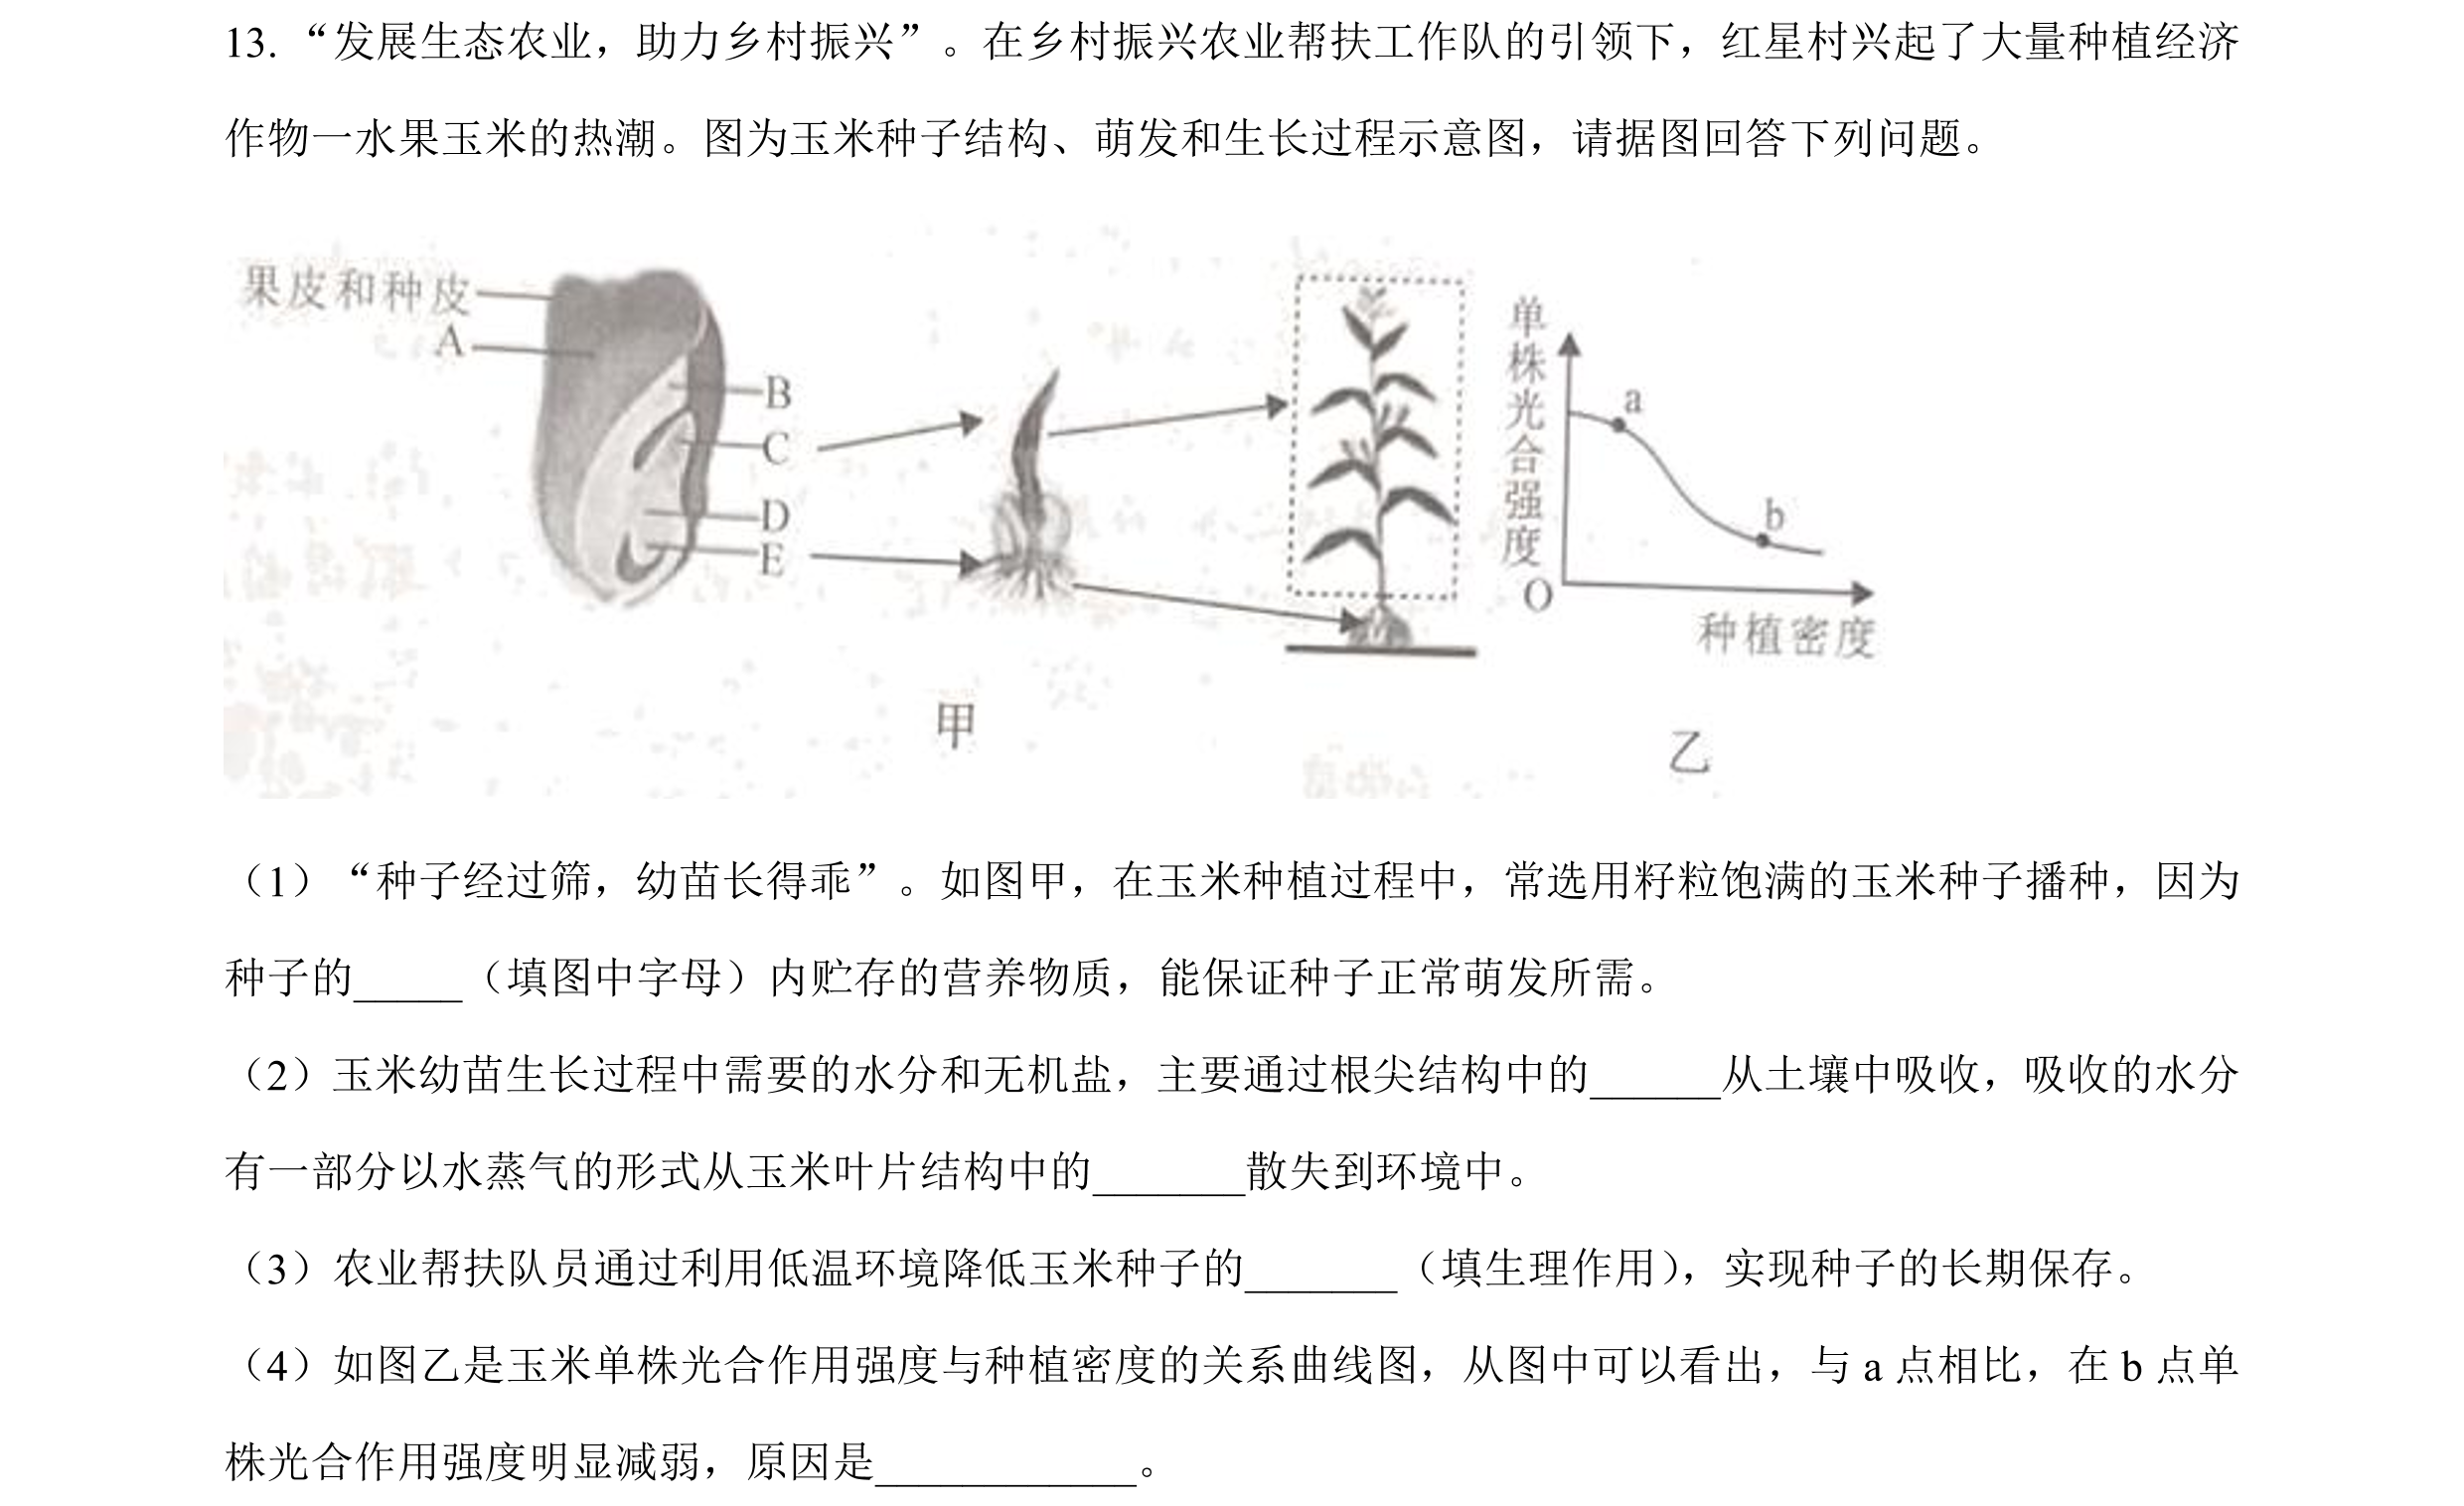 13. “发展生态农业，助力乡村振兴”。在乡村振兴农业帮扶工作队的引领下，红星村兴起了大量种植经济
作物一水果玉米的热潮。图为玉米种子结构、萌发和生长过程示意图，请据图回答下列问题。
果皮和种皮
A
B
C
D
E
甲
单株光合强度
a
b
O
种植密度
乙
（1）“种子经过筛，幼苗长得乖”。如图甲，在玉米种植过程中，常选用籽粒饱满的玉米种子播种，因为
种子的_____（填图中字母）内贮存的营养物质，能保证种子正常萌发所需。
（2）玉米幼苗生长过程中需要的水分和无机盐，主要通过根尖结构中的______从土壤中吸收，吸收的水分
有一部分以水蒸气的形式从玉米叶片结构中的_______散失到环境中。
（3）农业帮扶队员通过利用低温环境降低玉米种子的_______（填生理作用），实现种子的长期保存。
（4）如图乙是玉米单株光合作用强度与种植密度的关系曲线图，从图中可以看出，与 a 点相比，在 b 点单
株光合作用强度明显减弱，原因是____________。